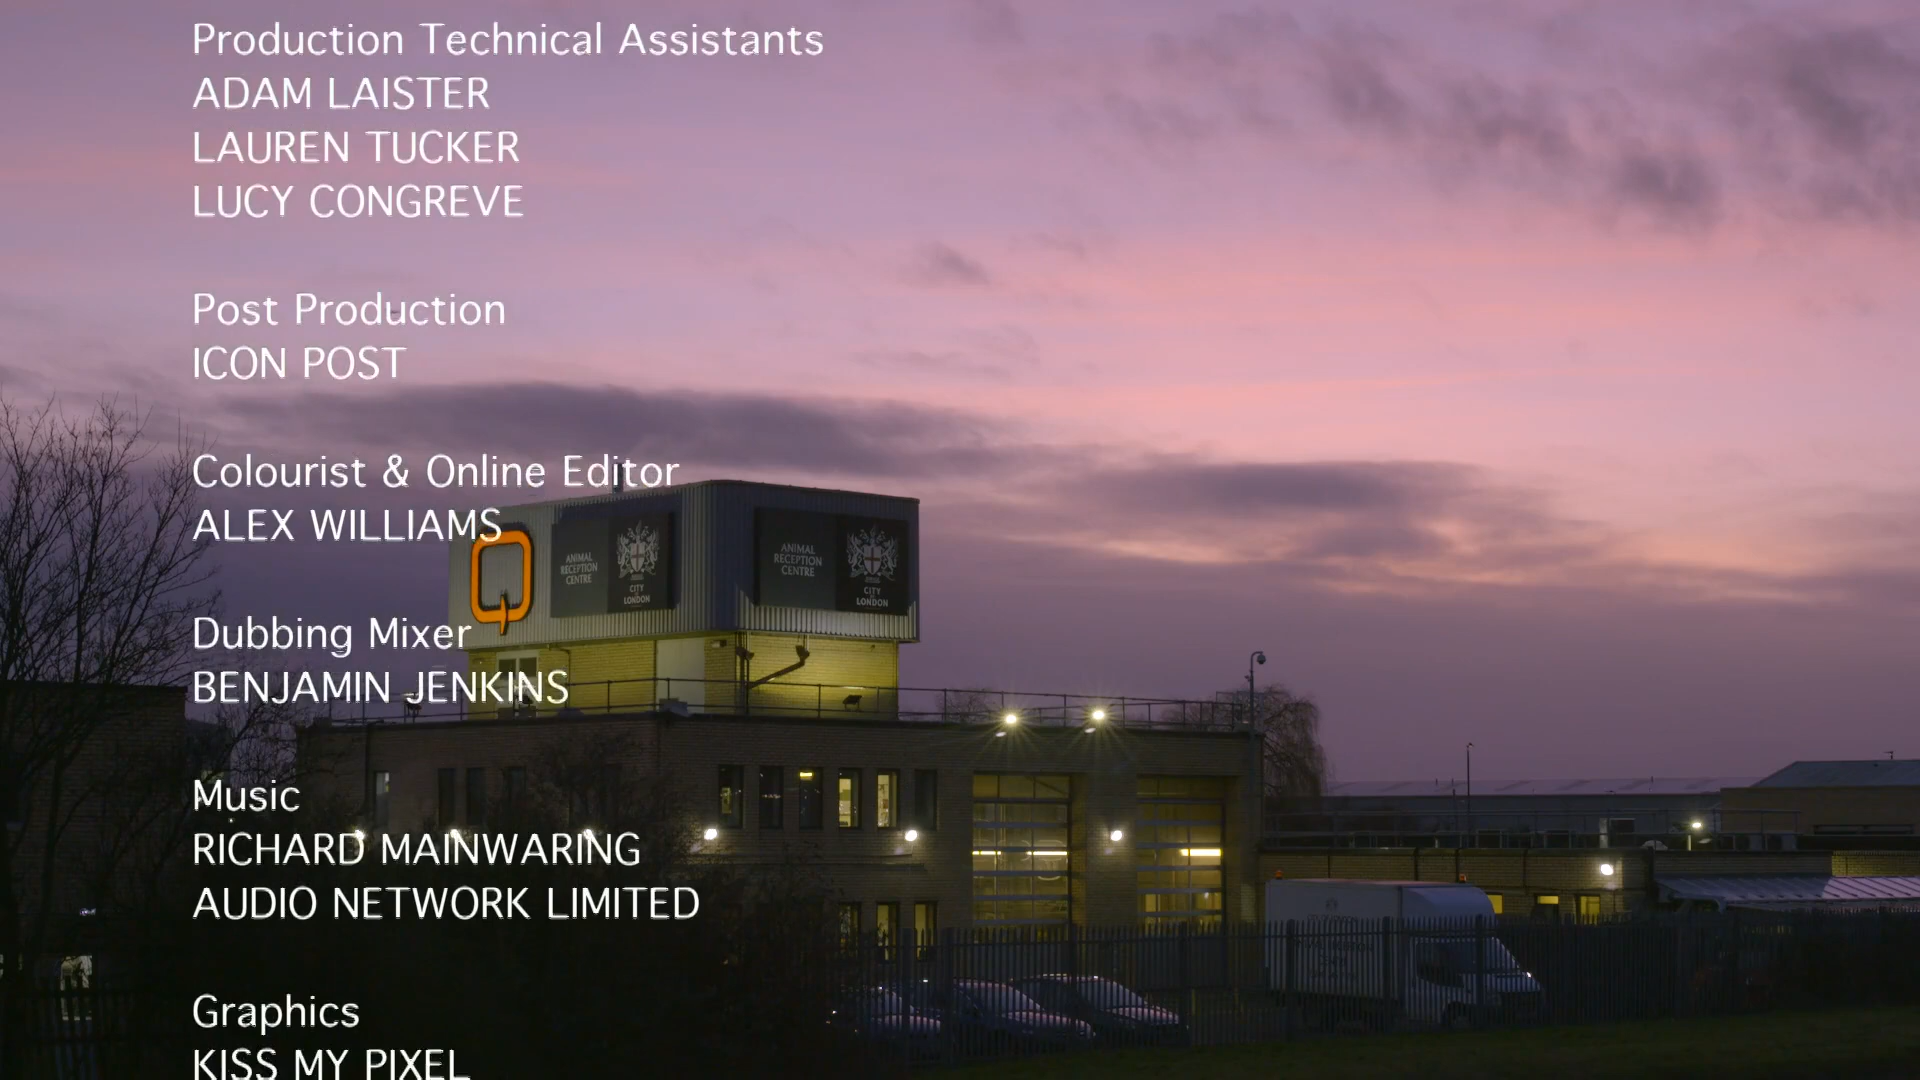 Production Technical Assistants
ADAM LAISTER
LAUREN TUCKER
LUCY CONGREVE
Post Production
ICON POST
Colourist & Online Editor
ALEX WILLIAMS
Dubbing Mixer
BENJAMIN JENKINS
Music
RICHARD MAINWARING
AUDIO NETWORK LIMITED
Graphics
KISS MY PIXEL
Q
ANIMAL
RECEPTION
CENTRE
CITY
LONDON
ANIMAL
RECEPTION
CENTRE
CITY
LONDON